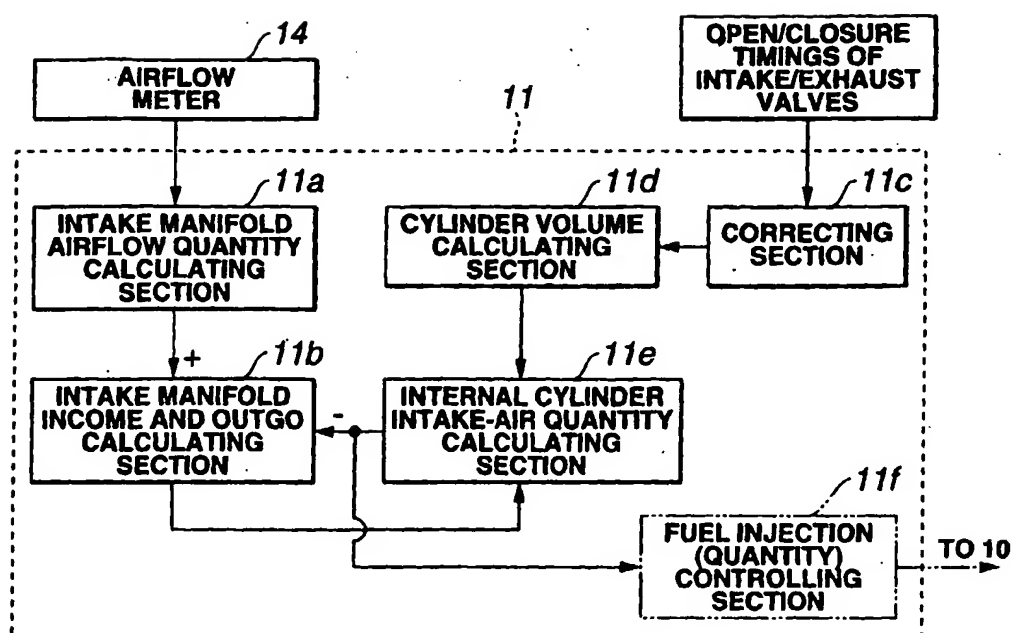 14
AIRFLOW
METER
OPEN/CLOSURE
TIMINGS OF
INTAKE/EXHAUST
VALVES
11
11a
INTAKE MANIFOLD
AIRFLOW QUANTITY
CALCULATING
SECTION
11d
CYLINDER VOLUME
CALCULATING
SECTION
11c
CORRECTING
SECTION
+
11b
INTAKE MANIFOLD
INCOME AND OUTGO
CALCULATING
SECTION
-
11e
INTERNAL CYLINDER
INTAKE-AIR QUANTITY
CALCULATING
SECTION
11f
FUEL INJECTION
(QUANTITY)
CONTROLLING
SECTION
TO 10